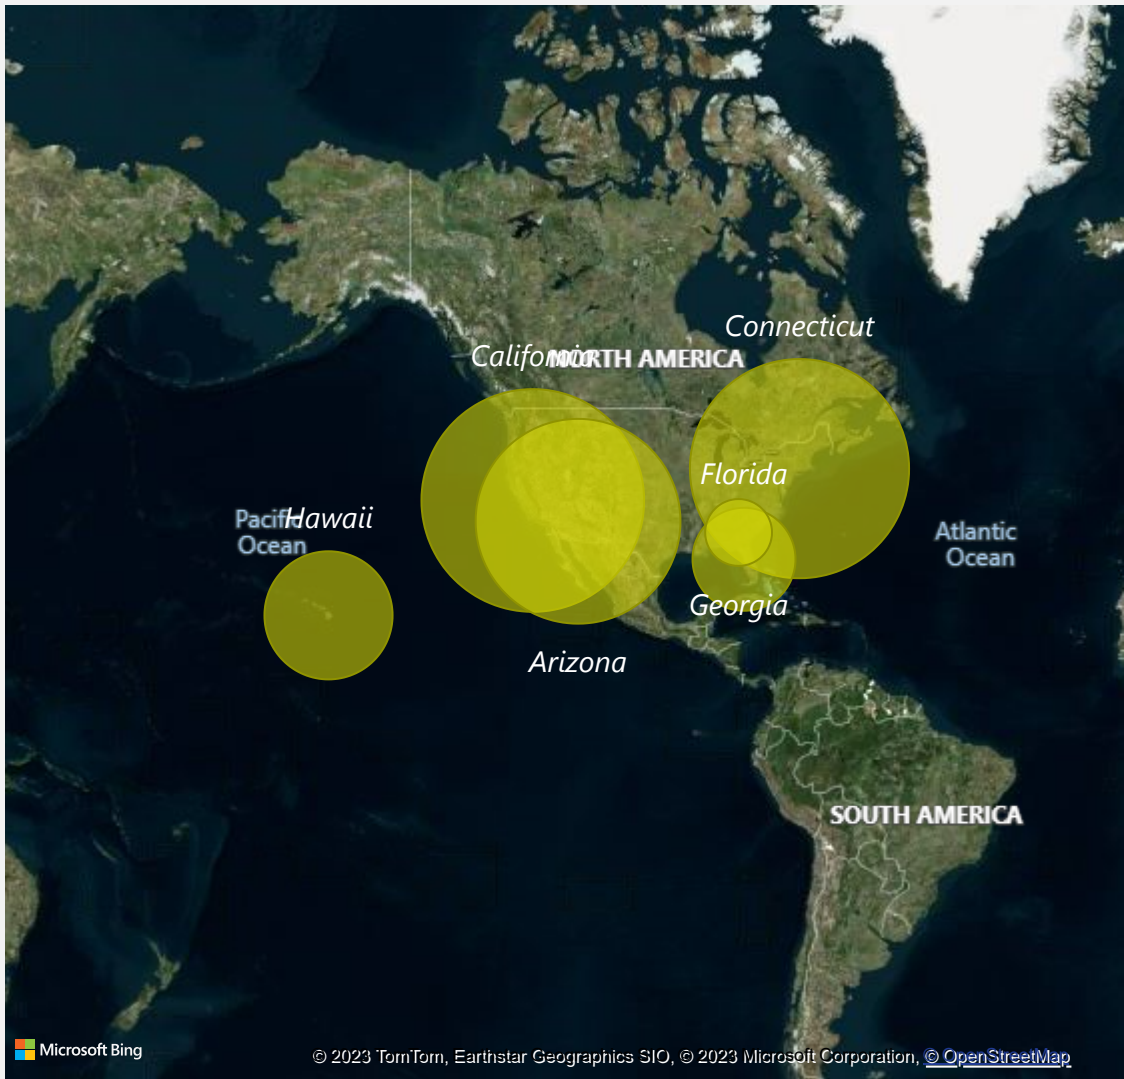 Connecticut
California
NORTH AMERICA
Florida
Pacific
Ocean
Hawaii
Atlantic
Ocean
Georgia
Arizona
SOUTH AMERICA
Microsoft Bing
© 2023 TomTom, Earthstar Geographics SIO, © 2023 Microsoft Corporation, © OpenStreetMap